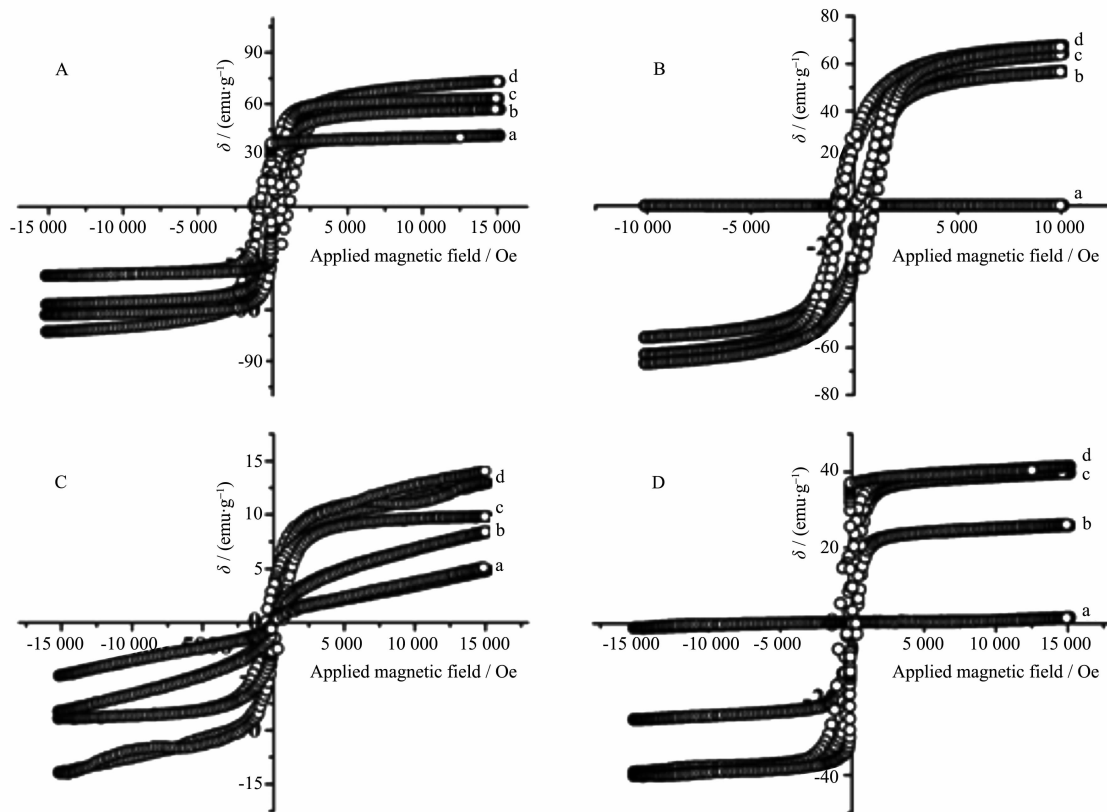 A
δ / (emu·g⁻¹)
90
60
30
-90
d
c
b
a
-15 000 -10 000 -5 000 5 000 10 000 15 000
Applied magnetic field / Oe
B
δ / (emu·g⁻¹)
80
60
40
20
-60
-80
d
c
b
a
-10 000 -5 000 5 000 10 000
Applied magnetic field / Oe
C
δ / (emu·g⁻¹)
15
10
5
-15
d
c
b
a
-15 000 -10 000 5 000 10 000 15 000
Applied magnetic field / Oe
D
δ / (emu·g⁻¹)
40
20
-40
d
c
b
a
-15 000 -10 000 -5 000 5 000 10 000 15 000
Applied magnetic field / Oe